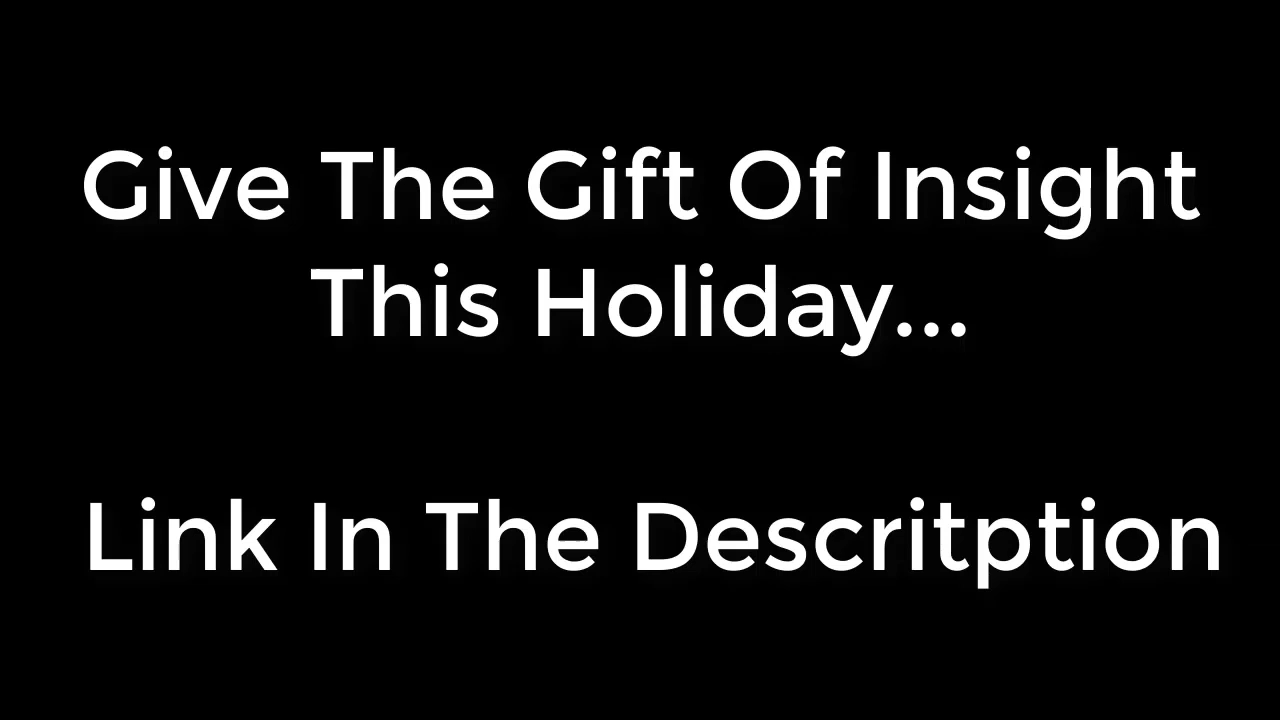 Give The Gift Of Insight
This Holiday...
Link In The Descritption